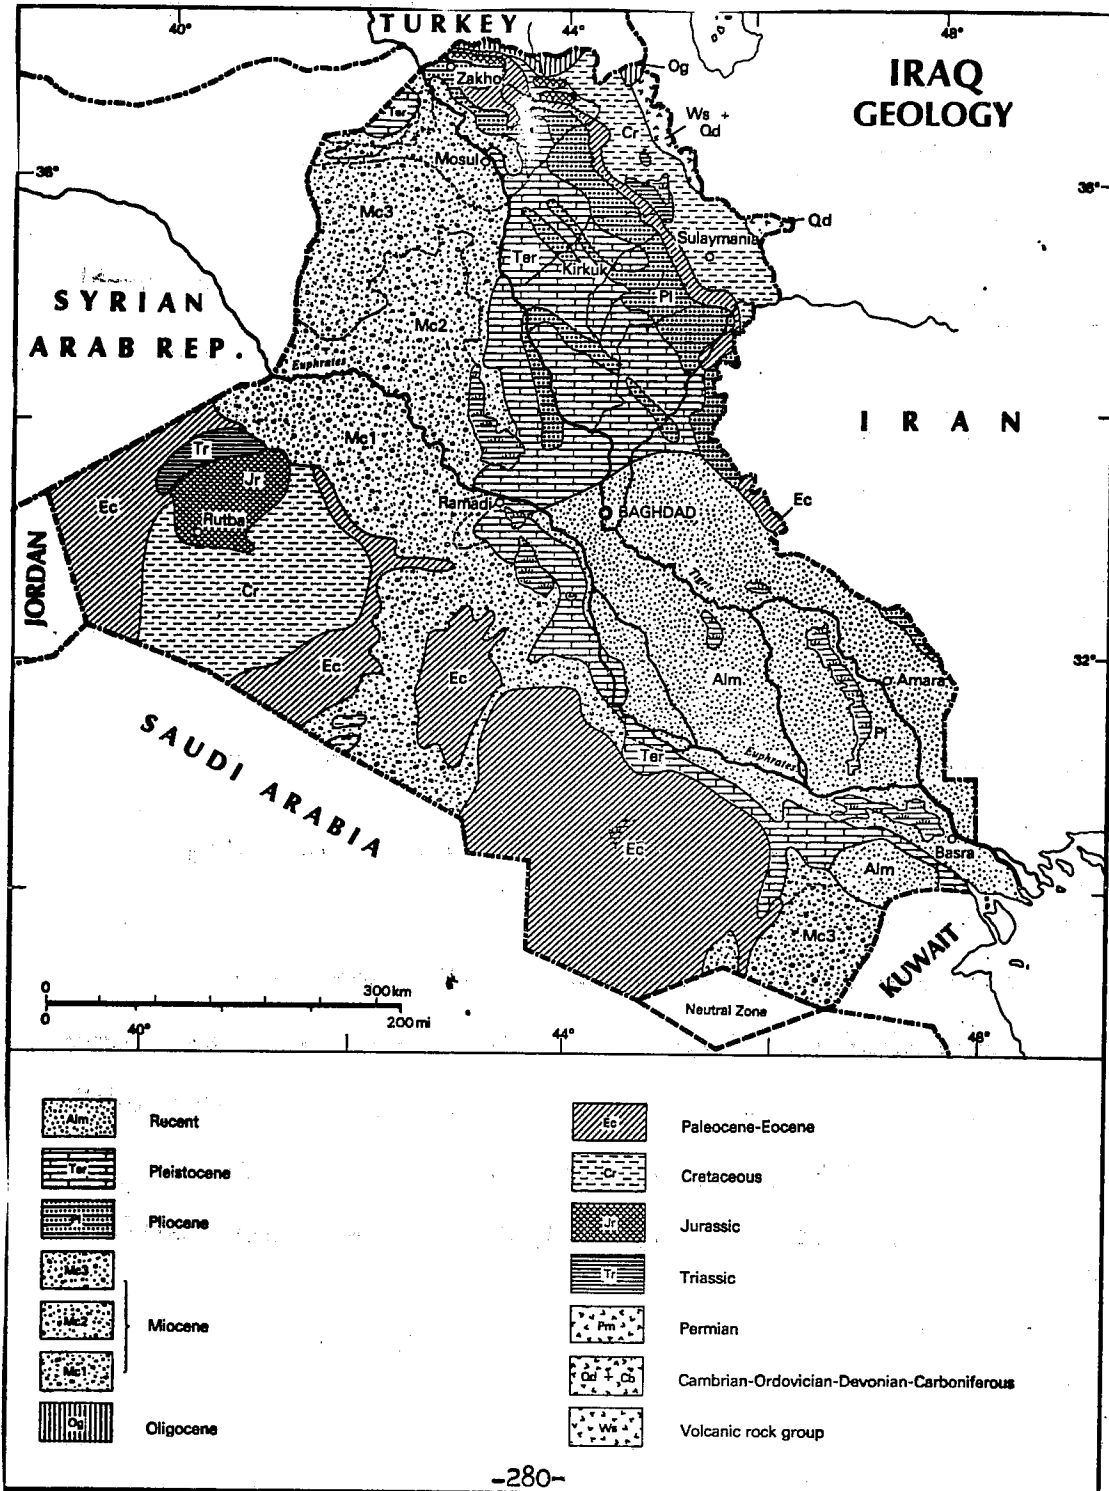 40°
TURKEY
44°
48°
IRAQ
GEOLOGY
Zakho
Og
Ter
Ws +
Qd
Cr
Mosul
36°
36°
Mc3
Qd
Sulaymania
Ter
Kirkuk
Pl
SYRIAN
ARAB REP.
Mc2
Euphrates
IRAN
Mc1
Tr
Jr
Ec
Ramadi
Ec
Rutba
BAGHDAD
JORDAN
Cr
Tigris
Ec
Ec
Alm
32°
Amara
Pl
SAUDI ARABIA
Ter
Euphrates
Ec
Basra
Alm
Mc3
KUWAIT
0
300 km
0
200 mi
Neutral Zone
40°
44°
48°
Alm Recent
Ter Pleistocene
Pl Pliocene
Mc3
Mc2 Miocene
Mc1
Og Oligocene
Ec Paleocene-Eocene
Cr Cretaceous
Jr Jurassic
Tr Triassic
Pm Permian
Qd + Cb Cambrian-Ordovician-Devonian-Carboniferous
Ws Volcanic rock group
-280-